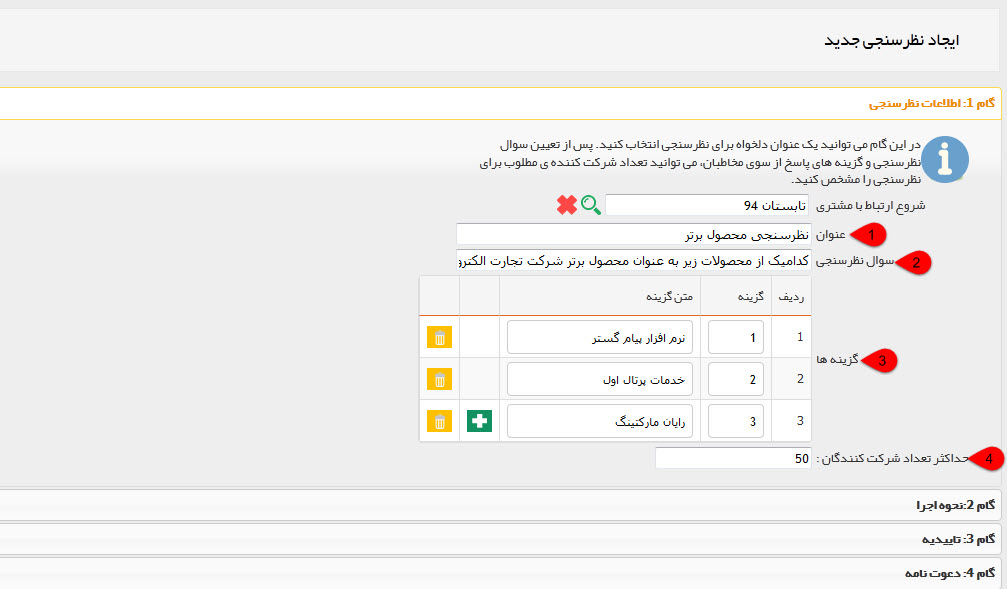 ایجاد نظرسنجی جدید
گام 1: اطلاعات نظرسنجی
در این گام می توانید یک عنوان دلخواه برای نظرسنجی انتخاب کنید. پس از تعیین سوال
نظرسنجی و گزینه های پاسخ از سوی مخاطبان، می توانید تعداد شرکت کننده ی مطلوب برای
نظرسنجی را مشخص کنید.
شروع ارتباط با مشتری تابستان 94
1 عنوان نظرسنجی محصول برتر
2 سوال نظرسنجی کدامیک از محصولات زیر به عنوان محصول برتر شرکت تجارت الکترو
ردیف گزینه متن گزینه
1 1 نرم افزار پیام گستر
3 گزینه ها
2 2 خدمات پرتال اول
3 3 رایان مارکتینگ
4 حداکثر تعداد شرکت کنندگان : 50
گام 2:نحوه اجرا
گام 3: تاییدیه
گام 4: دعوت نامه